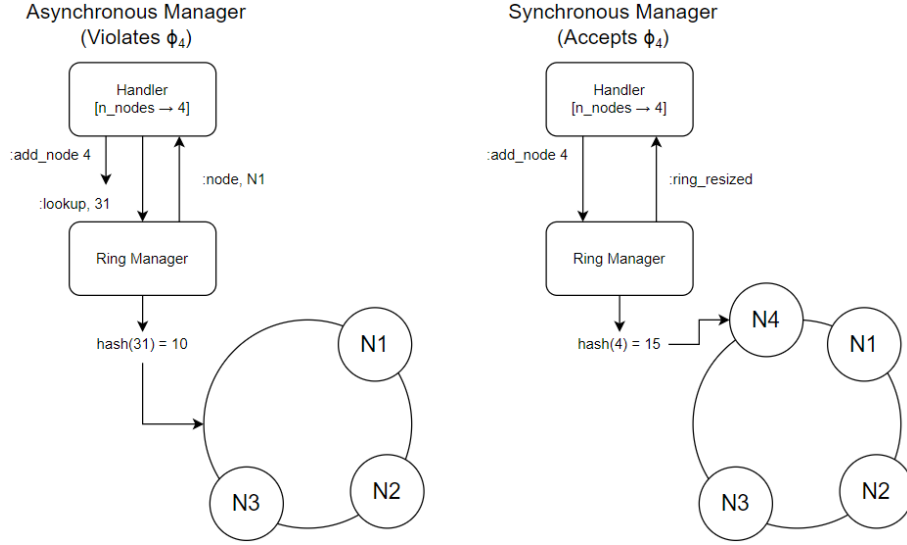 Asynchronous Manager
(Violates ϕ₄)
Handler
[n_nodes → 4]
:add_node 4
:lookup, 31
:node, N1
Ring Manager
hash(31) = 10
N1
N2
N3
Synchronous Manager
(Accepts ϕ₄)
Handler
[n_nodes → 4]
:add_node 4
:ring_resized
Ring Manager
hash(4) = 15
N4
N1
N2
N3